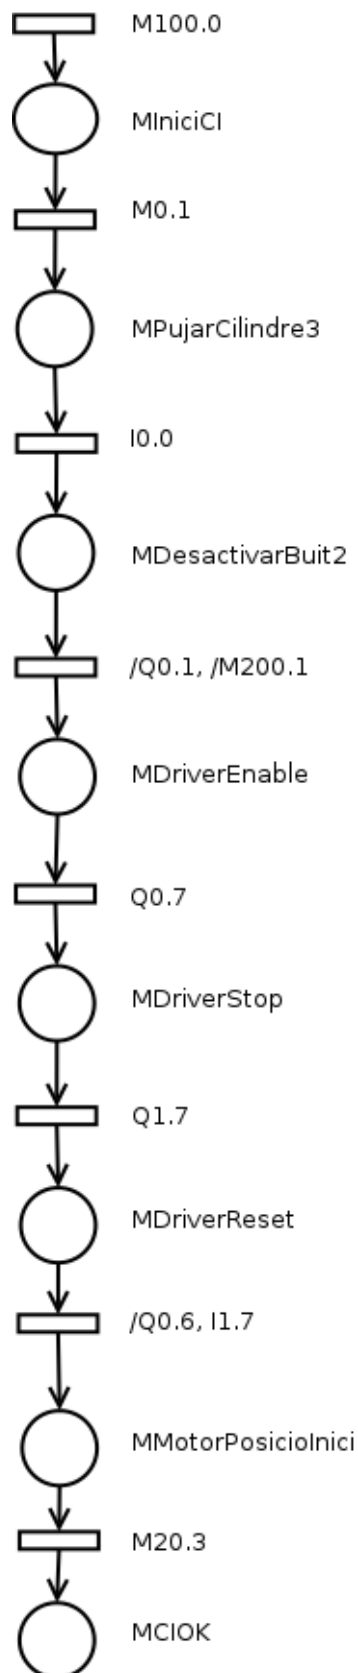 M100.0
MIniciCI
M0.1
MPujarCilindre3
I0.0
MDesactivarBuit2
/Q0.1, /M200.1
MDriverEnable
Q0.7
MDriverStop
Q1.7
MDriverReset
/Q0.6, I1.7
MMotorPosicioInici
M20.3
MCIOK